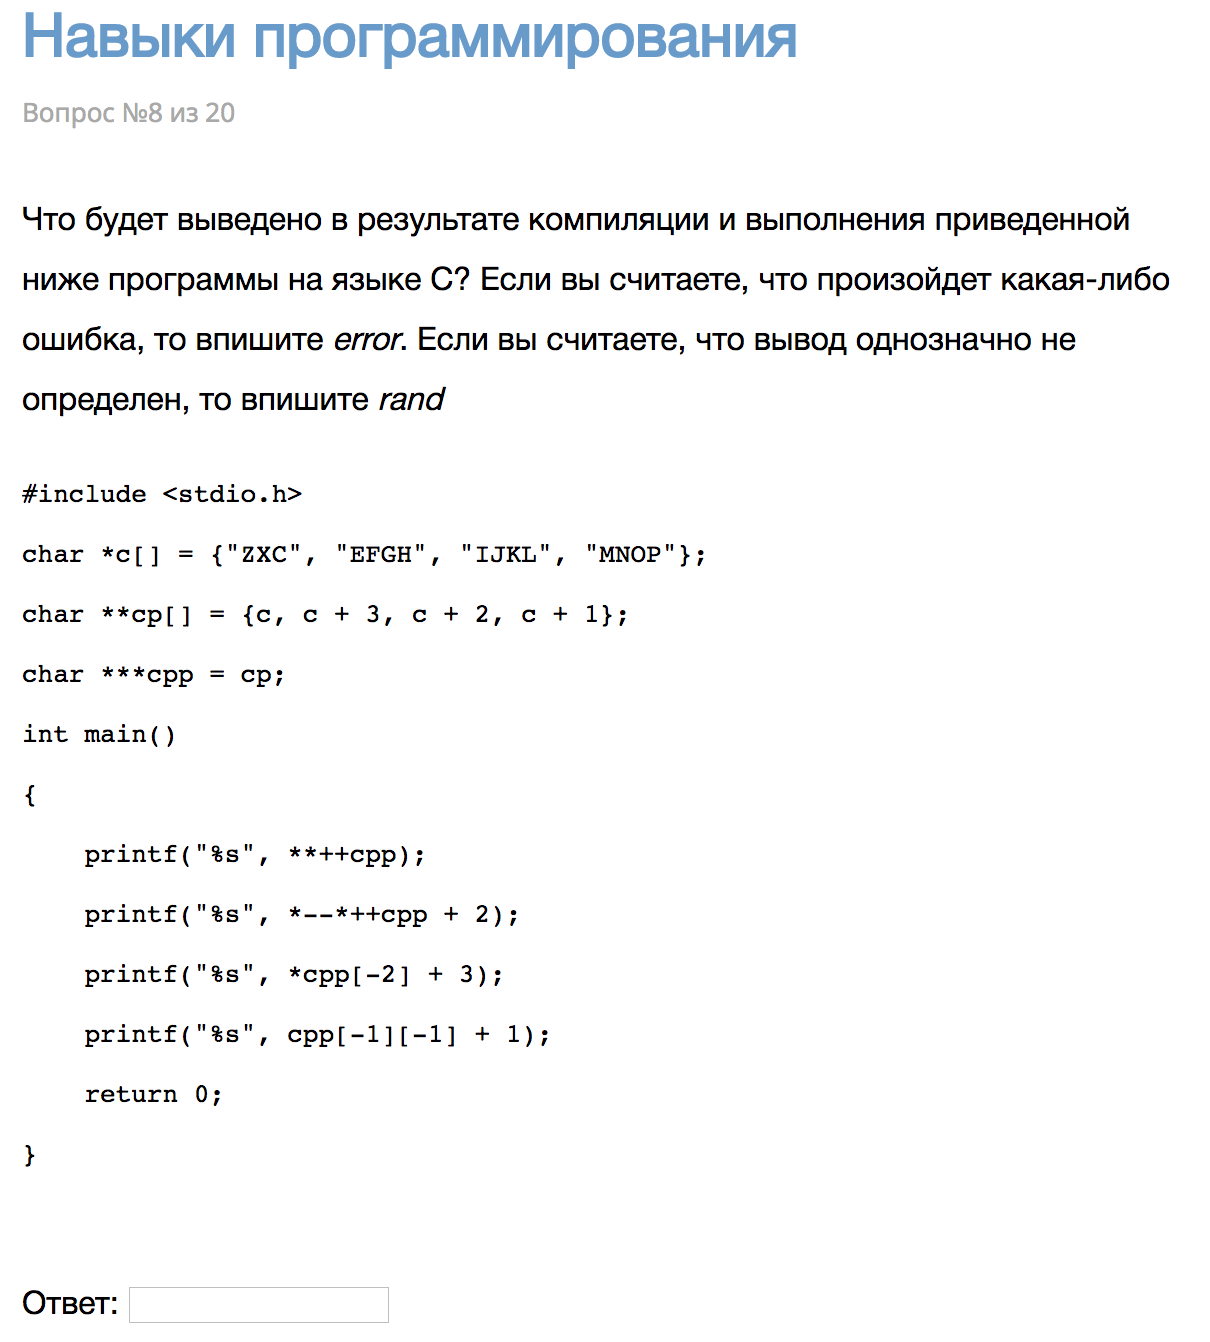 Навыки программирования
Вопрос №8 из 20
Что будет выведено в результате компиляции и выполнения приведенной
ниже программы на языке C? Если вы считаете, что произойдет какая-либо
ошибка, то впишите error. Если вы считаете, что вывод однозначно не
определен, то впишите rand
#include <stdio.h>
char *c[] = {"ZXC", "EFGH", "IJKL", "MNOP"};
char **cp[] = {c, c + 3, c + 2, c + 1};
char ***cpp = cp;
int main()
{
    printf("%s", **++cpp);
    printf("%s", *--*++cpp + 2);
    printf("%s", *cpp[-2] + 3);
    printf("%s", cpp[-1][-1] + 1);
    return 0;
}
Ответ: